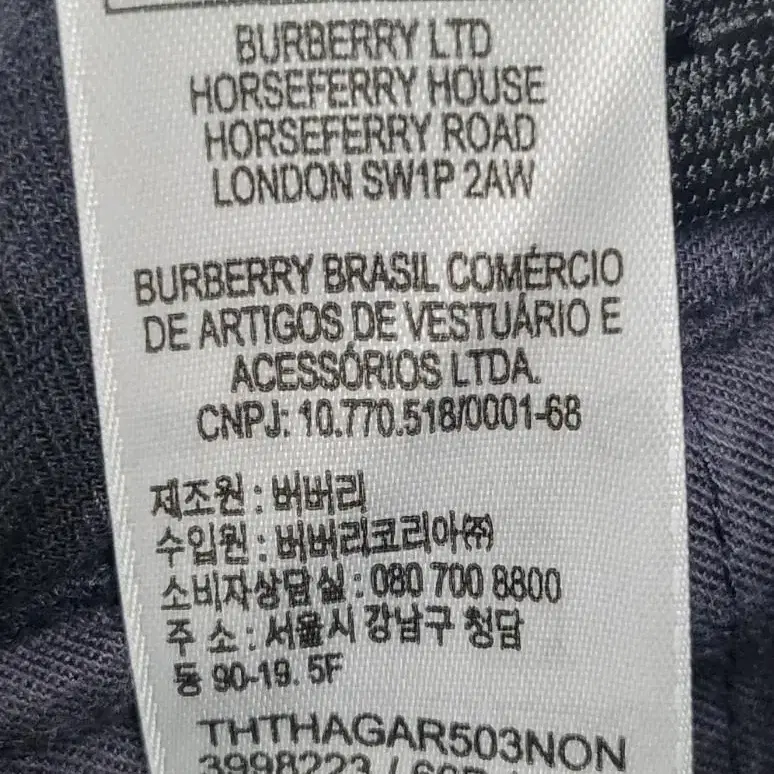 BURBERRY LTD
HORSEFERRY HOUSE
HORSEFERRY ROAD
LONDON SW1P 2AW
BURBERRY BRASIL COMÉRCIO
DE ARTIGOS DE VESTUÁRIO E
ACESSÓRIOS LTDA.
CNPJ: 10.770.518/0001-68
제조원 : 버버리
수입원 : 버버리코리아㈜
소비자상담실 : 080 700 8800
주 소 : 서울시 강남구 청담
동 90-19. 5F
THTHAGAR503NON
3998223 /